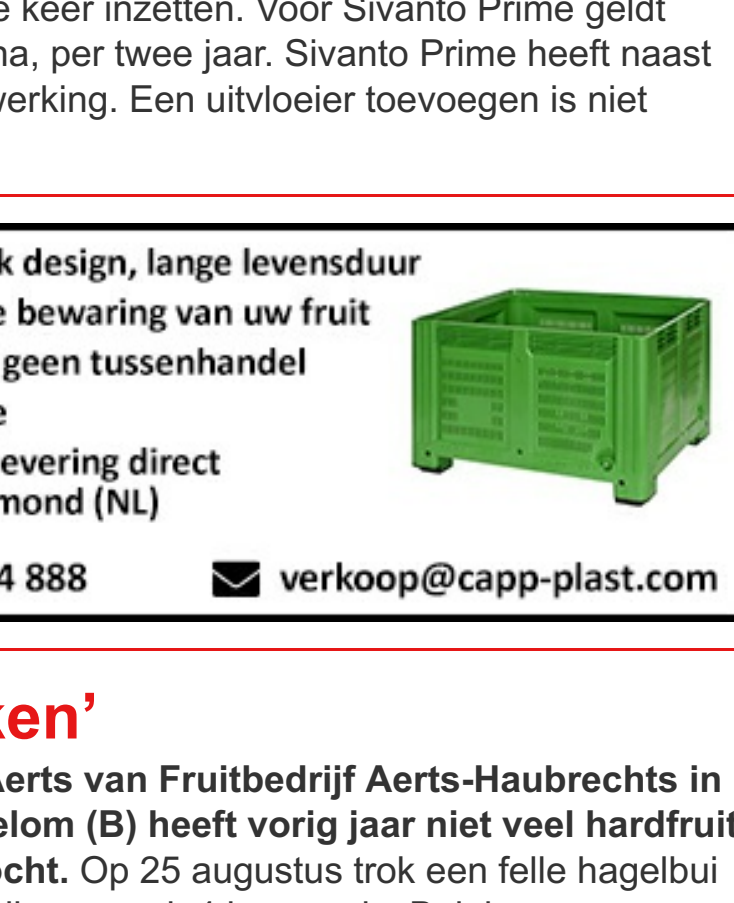 e keer inzetten. Voor Sivanto Prime geldt
na, per twee jaar. Sivanto Prime heeft naast
werking. Een uitvloeier toevoegen is niet
k design, lange levensduur
e bewaring van uw fruit
geen tussenhandel
e
evering direct
mond (NL)
4 888
verkoop@capp-plast.com
ken’
Aerts van Fruitbedrijf Aerts-Haubrechts in
elom (B) heeft vorig jaar niet veel hardfruit
ocht. Op 25 augustus trok een felle hagelbui